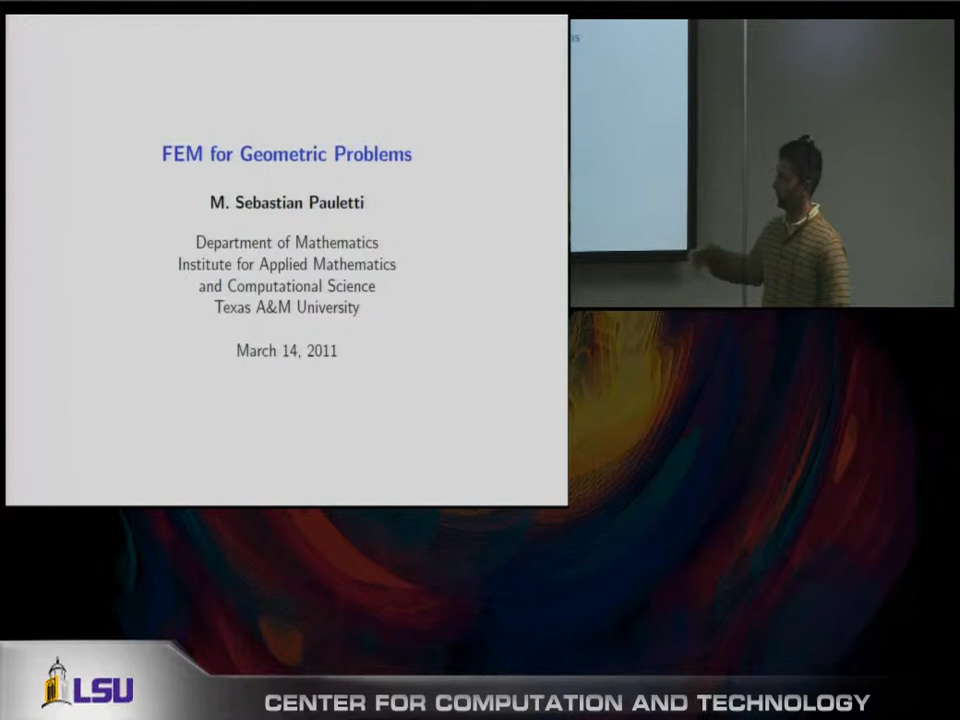 FEM for Geometric Problems
M. Sebastian Pauletti
Department of Mathematics
Institute for Applied Mathematics
and Computational Science
Texas A&M University
March 14, 2011
LSU
CENTER FOR COMPUTATION AND TECHNOLOGY